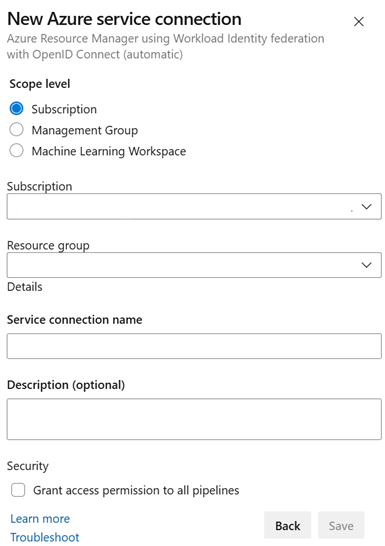 New Azure service connection
Azure Resource Manager using Workload Identity federation
with OpenID Connect (automatic)
Scope level
Subscription
Management Group
Machine Learning Workspace
Subscription
Resource group
Details
Service connection name
Description (optional)
Security
Grant access permission to all pipelines
Learn more
Troubleshoot
Back
Save